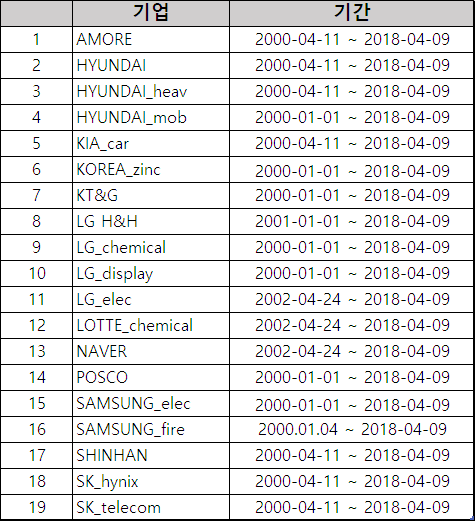 기업 기간
1 AMORE 2000-04-11 ~ 2018-04-09
2 HYUNDAI 2000-04-11 ~ 2018-04-09
3 HYUNDAI_heav 2000-04-11 ~ 2018-04-09
4 HYUNDAI_mob 2000-01-01 ~ 2018-04-09
5 KIA_car 2000-04-11 ~ 2018-04-09
6 KOREA_zinc 2000-01-01 ~ 2018-04-09
7 KT&G 2000-01-01 ~ 2018-04-09
8 LG H&H 2001-01-01 ~ 2018-04-09
9 LG_chemical 2000-01-01 ~ 2018-04-09
10 LG_display 2000-01-01 ~ 2018-04-09
11 LG_elec 2002-04-24 ~ 2018-04-09
12 LOTTE_chemical 2002-04-24 ~ 2018-04-09
13 NAVER 2002-04-24 ~ 2018-04-09
14 POSCO 2000-01-01 ~ 2018-04-09
15 SAMSUNG_elec 2000-01-01 ~ 2018-04-09
16 SAMSUNG_fire 2000.01.04 ~ 2018-04-09
17 SHINHAN 2000-04-11 ~ 2018-04-09
18 SK_hynix 2000-04-11 ~ 2018-04-09
19 SK_telecom 2000-04-11 ~ 2018-04-09